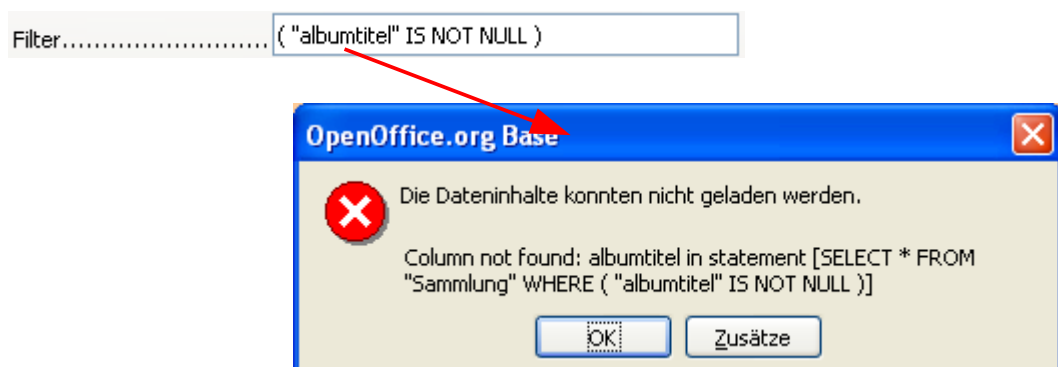 Filter.......................... ( "albumtitel" IS NOT NULL )
OpenOffice.org Base
Die Dateninhalte konnten nicht geladen werden.
Column not found: albumtitel in statement [SELECT * FROM
"Sammlung" WHERE ( "albumtitel" IS NOT NULL )]
OK Zusätze